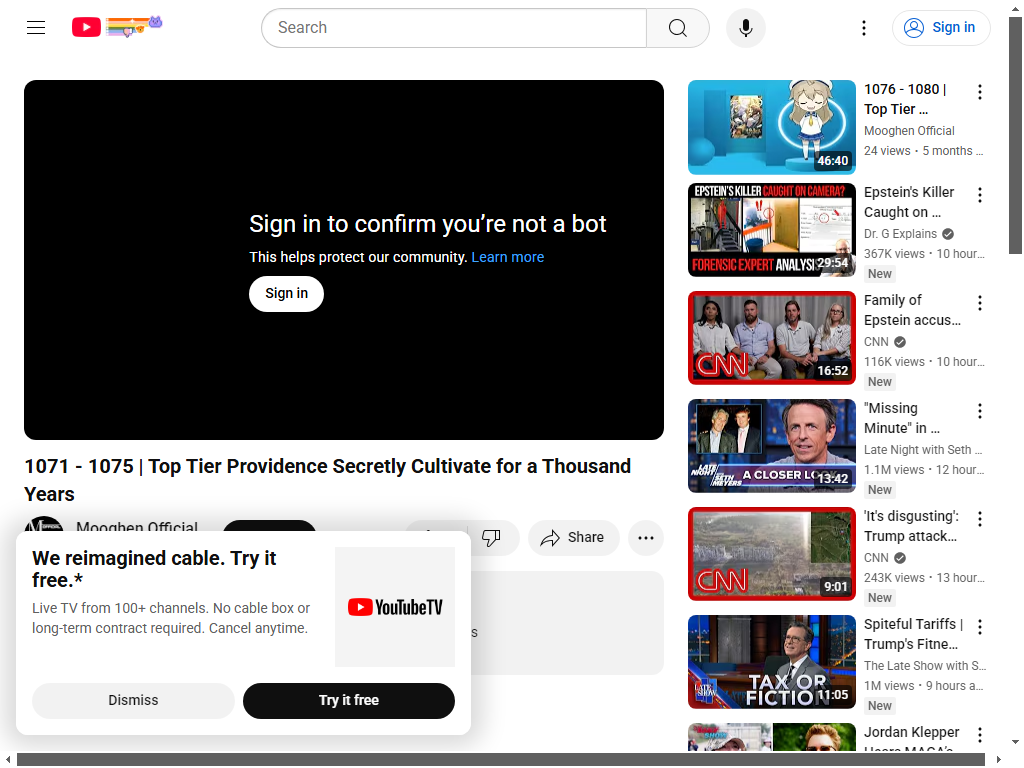 Search
Sign in
Sign in to confirm you’re not a bot
This helps protect our community. Learn more
Sign in
1071 - 1075 | Top Tier Providence Secretly Cultivate for a Thousand
Years
Mooghen Official
Share
s
We reimagined cable. Try it
free.*
Live TV from 100+ channels. No cable box or
long-term contract required. Cancel anytime.
YouTubeTV
Dismiss
Try it free
46:40
1076 - 1080 |
Top Tier ...
Mooghen Official
24 views • 5 months ...
EPSTEIN'S KILLER CAUGHT ON CAMERA?
FORENSIC EXPERT ANALYSI
29:54
Epstein's Killer
Caught on ...
Dr. G Explains
367K views • 10 hour...
New
CNN
16:52
Family of
Epstein accus...
CNN
116K views • 10 hour...
New
LATE NIGHT WITH SETH MEYERS
A CLOSER LOOK
13:42
"Missing
Minute" in ...
Late Night with Seth ...
1.1M views • 12 hour...
New
CNN
9:01
'It's disgusting':
Trump attack...
CNN
243K views • 13 hour...
New
LATE SHOW
TAX OR
FICTION
11:05
Spiteful Tariffs |
Trump's Fitne...
The Late Show with S...
1M views • 9 hours a...
New
Jordan Klepper
Hears MAGA's